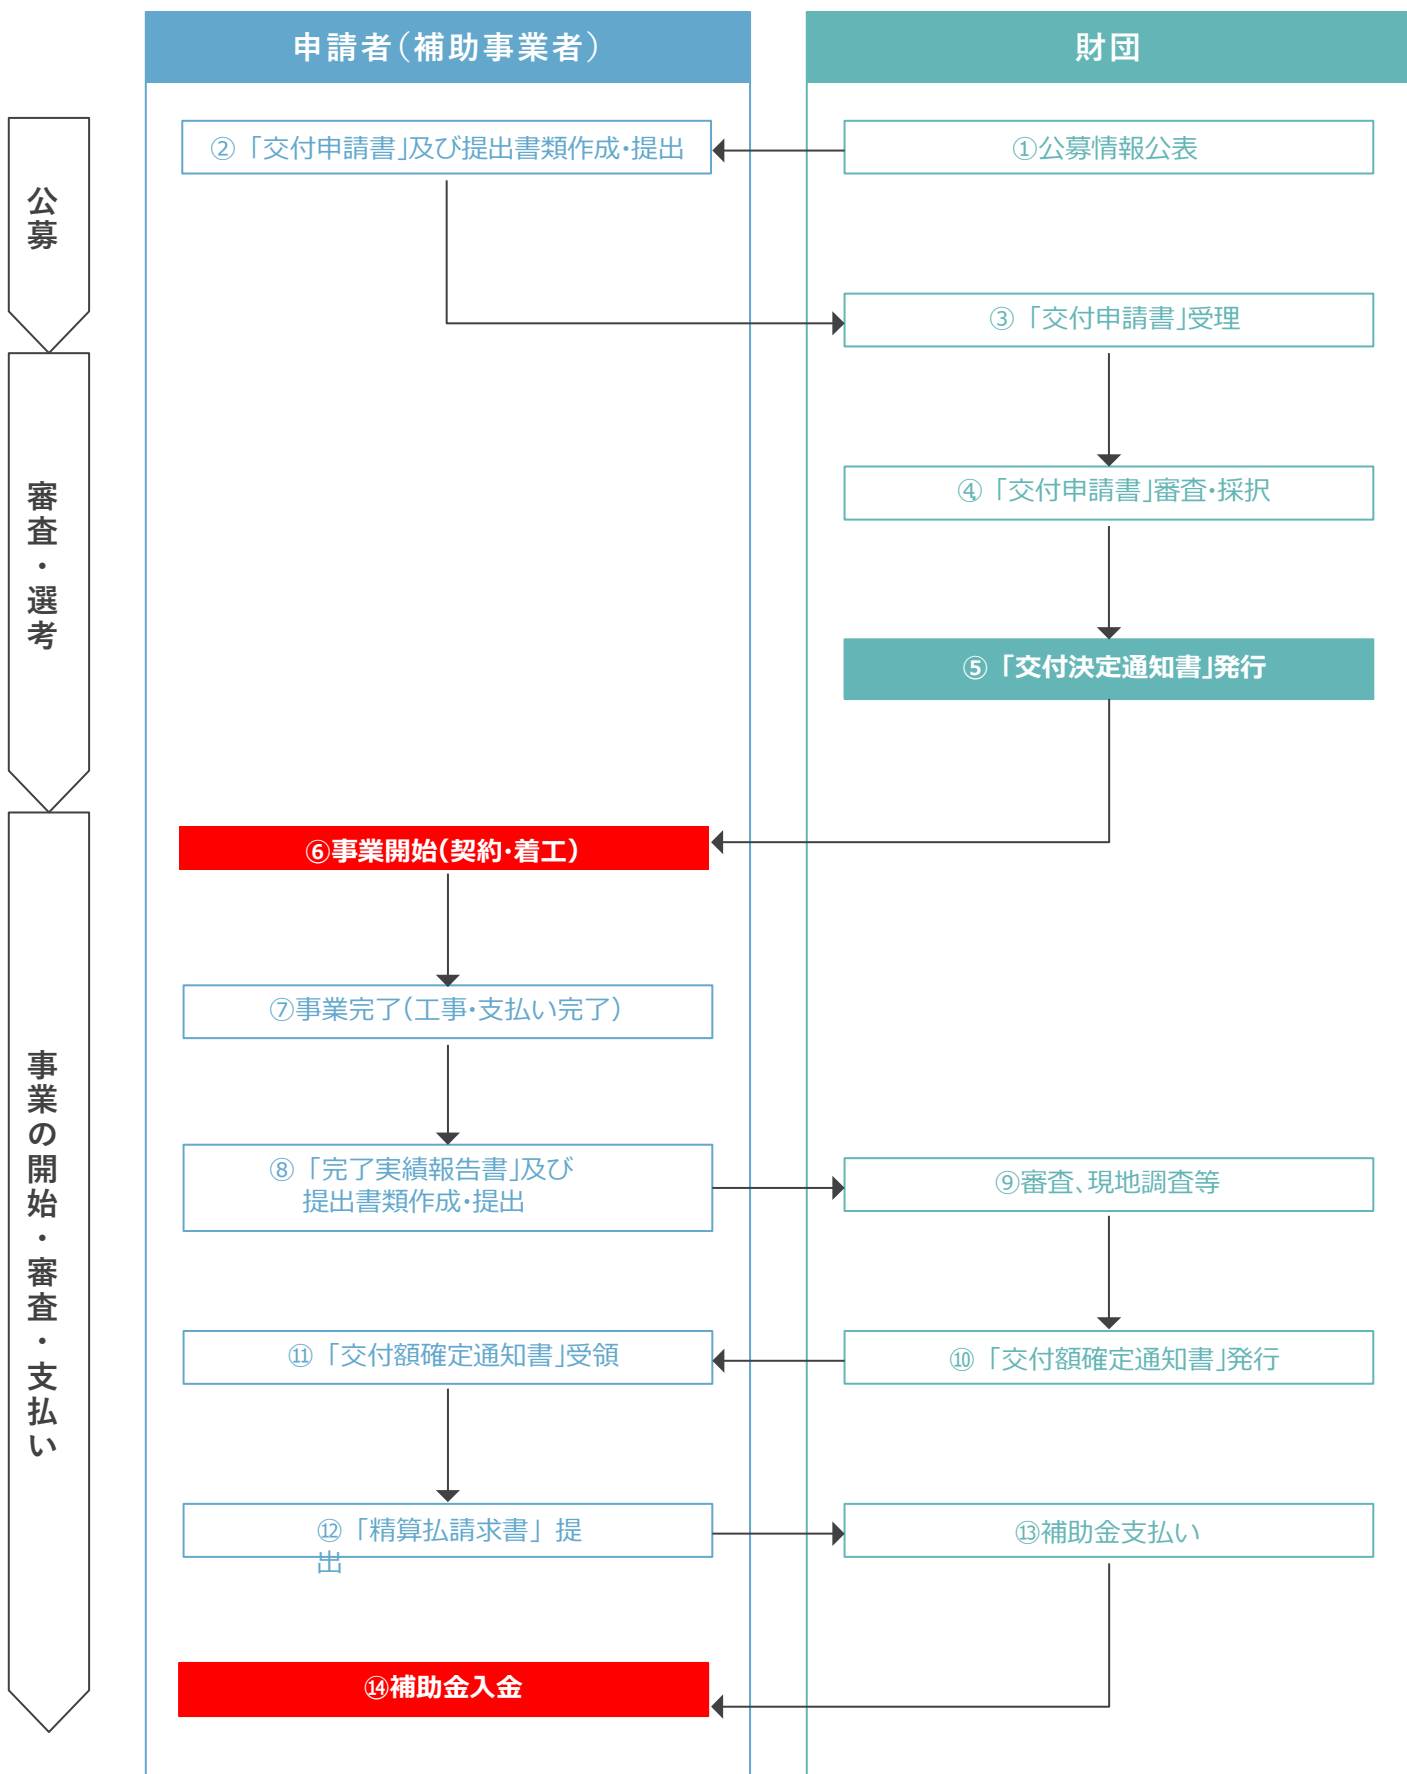 申請者（補助事業者）
財団
公募
②「交付申請書」及び提出書類作成・提出
①公募情報公表
③「交付申請書」受理
審査・選考
④「交付申請書」審査・採択
⑤「交付決定通知書」発行
事業の開始・審査・支払い
⑥事業開始（契約・着工）
⑦事業完了（工事・支払い完了）
⑧「完了実績報告書」及び
提出書類作成・提出
⑨審査、現地調査等
⑪「交付額確定通知書」受領
⑩「交付額確定通知書」発行
⑫「精算払請求書」提
出
⑬補助金支払い
⑭補助金入金